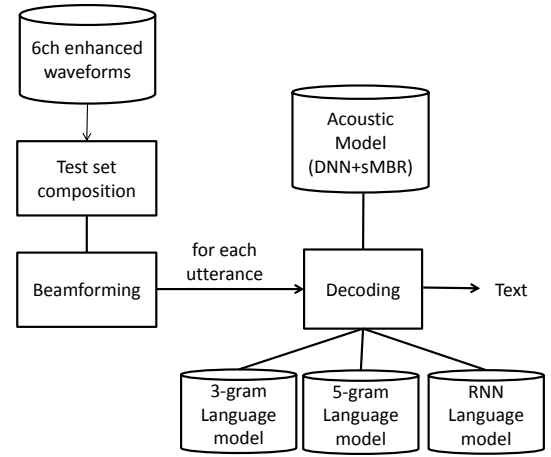 6ch enhanced
waveforms
Test set
composition
Beamforming
for each
utterance
Acoustic
Model
(DNN+sMBR)
Decoding
Text
3-gram
Language
model
5-gram
Language
model
RNN
Language
model